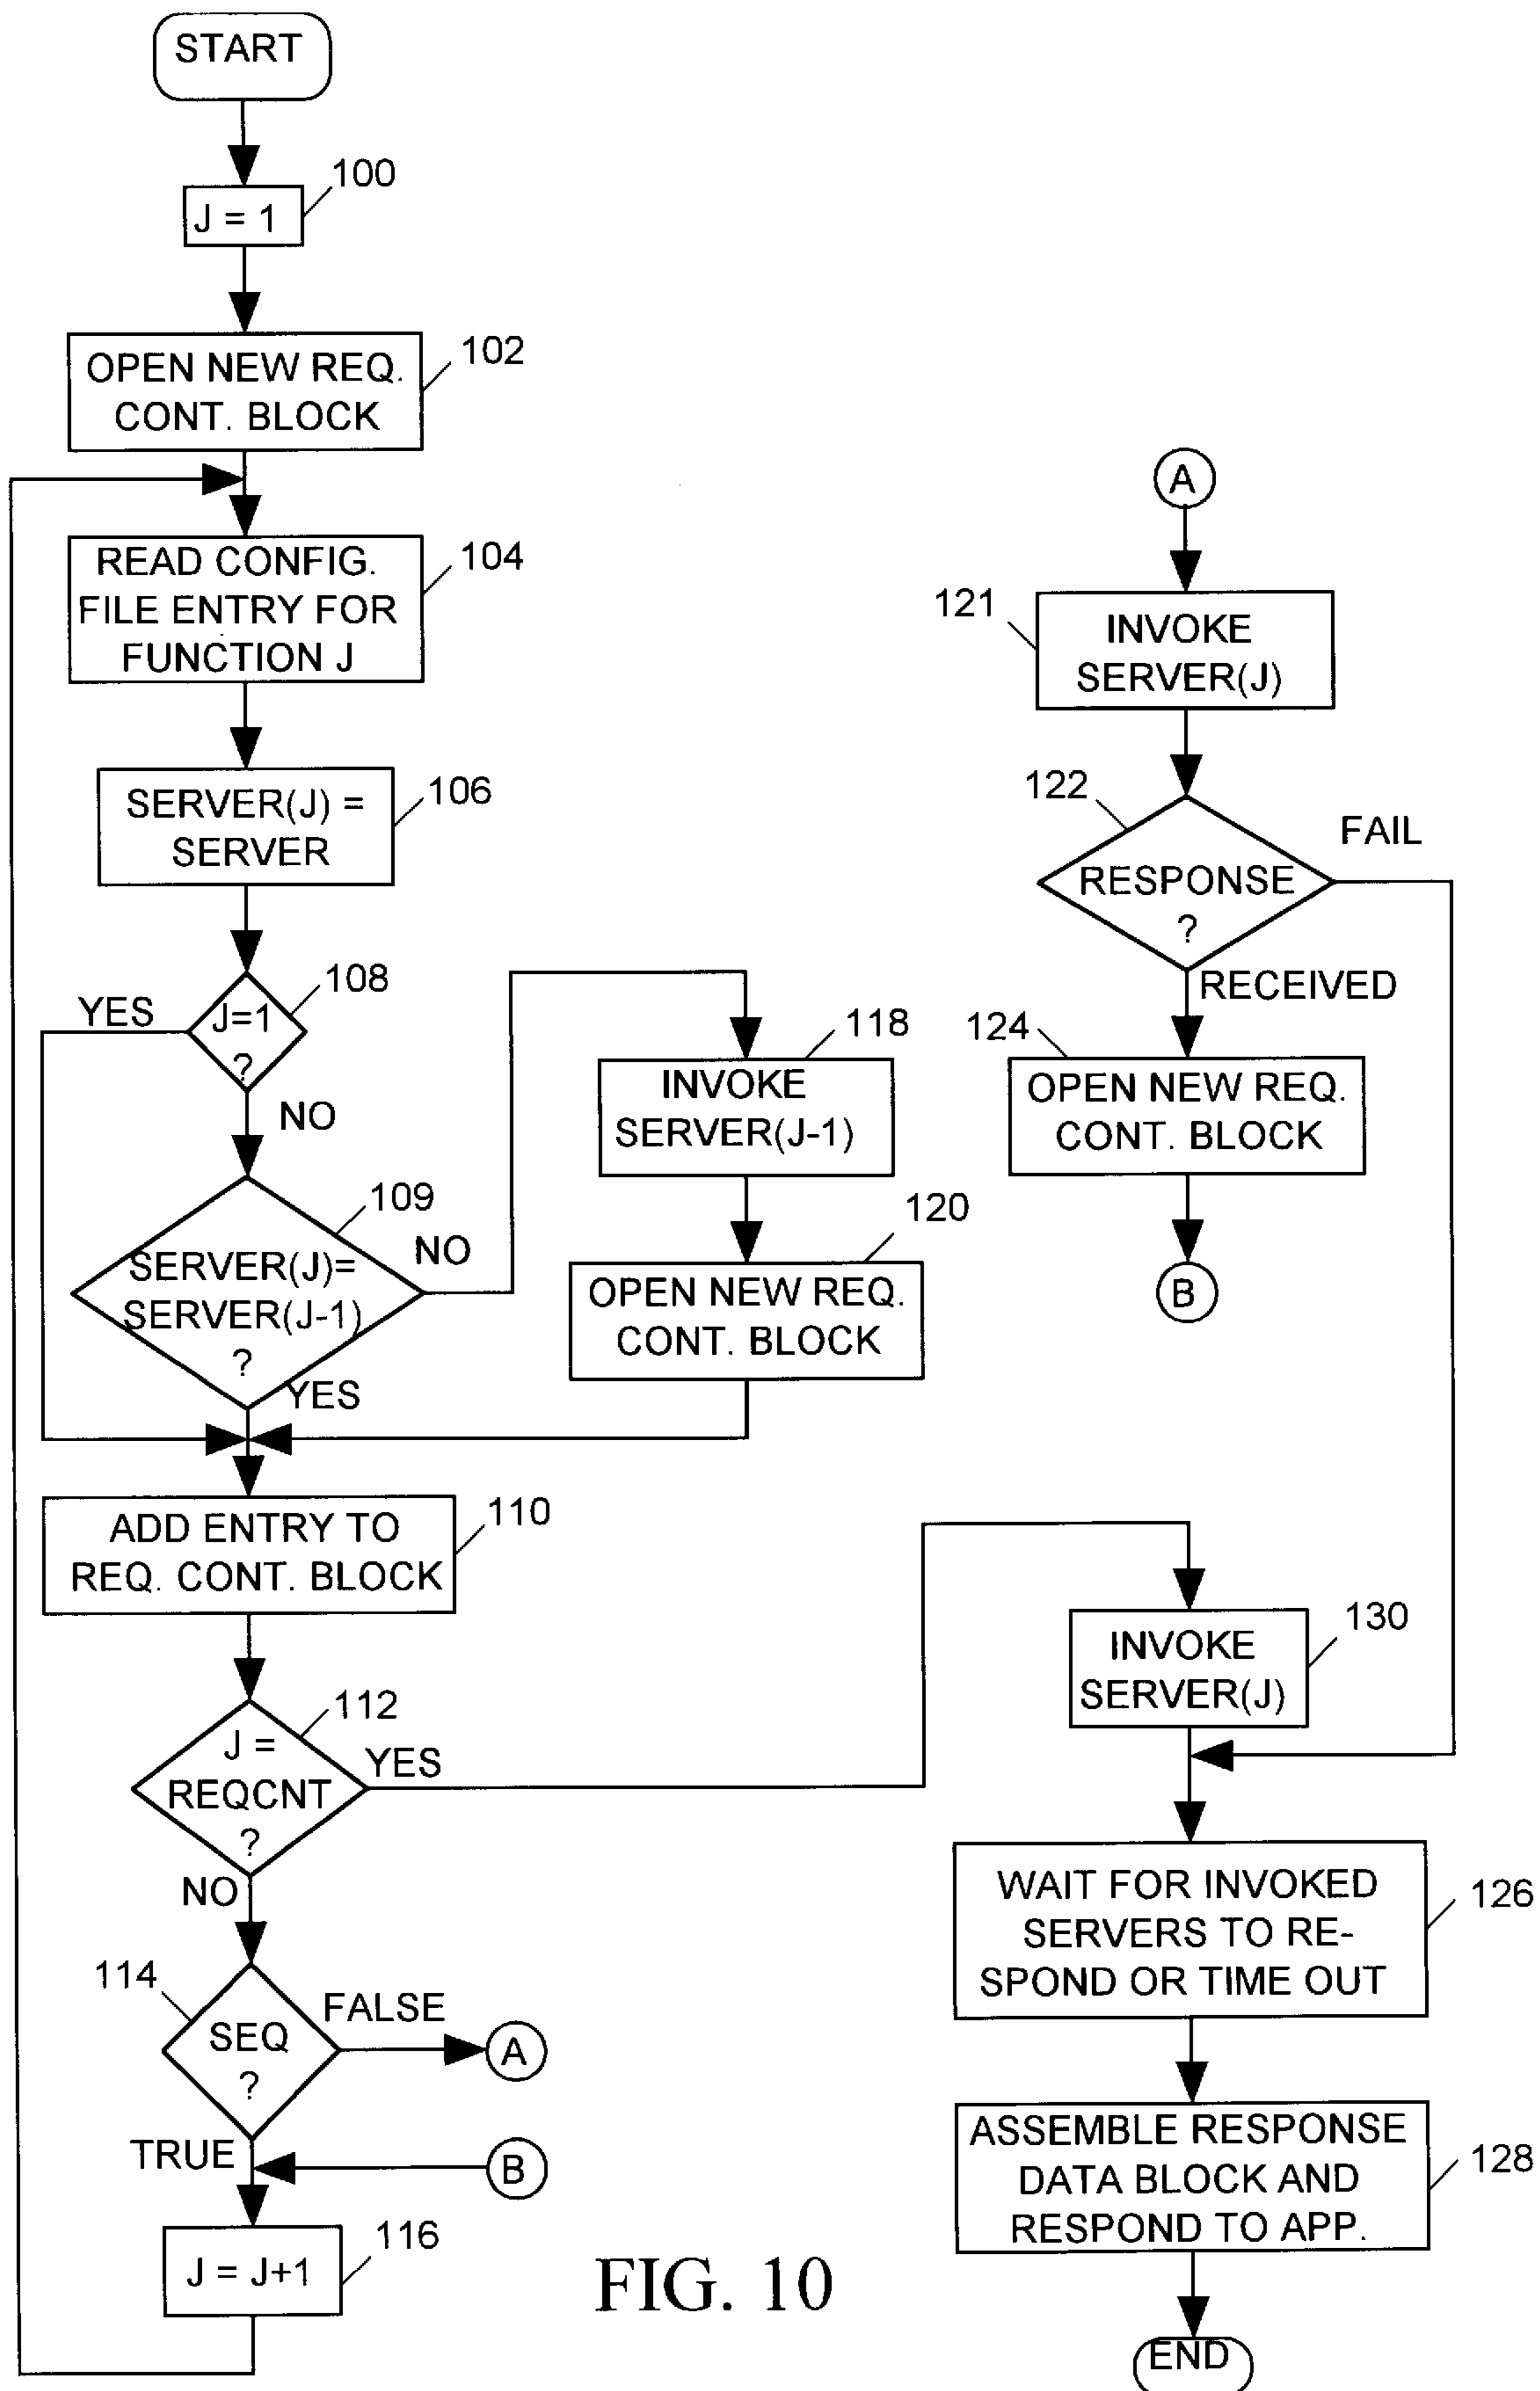 START
100
J = 1
102
OPEN NEW REQ.
CONT. BLOCK
104
READ CONFIG.
FILE ENTRY FOR
FUNCTION J
106
SERVER(J) =
SERVER
108
J=1
?
YES
NO
109
SERVER(J)=
SERVER(J-1)
?
NO
YES
118
INVOKE
SERVER(J-1)
120
OPEN NEW REQ.
CONT. BLOCK
110
ADD ENTRY TO
REQ. CONT. BLOCK
112
J =
REQCNT
?
YES
NO
114
SEQ
?
FALSE
A
TRUE
B
116
J = J+1
A
121
INVOKE
SERVER(J)
122
RESPONSE
?
FAIL
RECEIVED
124
OPEN NEW REQ.
CONT. BLOCK
B
130
INVOKE
SERVER(J)
126
WAIT FOR INVOKED
SERVERS TO RE-
SPOND OR TIME OUT
128
ASSEMBLE RESPONSE
DATA BLOCK AND
RESPOND TO APP.
END
FIG. 10